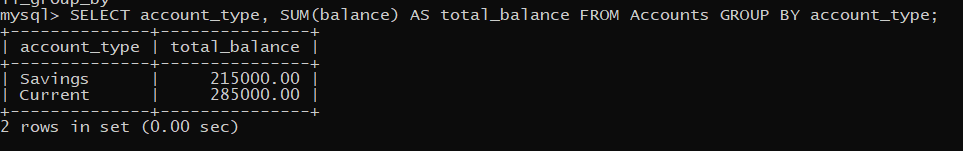 mysql> SELECT account_type, SUM(balance) AS total_balance FROM Accounts GROUP BY account_type;
+--------------+---------------+
| account_type | total_balance |
+--------------+---------------+
| Savings      |     215000.00 |
| Current      |     285000.00 |
+--------------+---------------+
2 rows in set (0.00 sec)